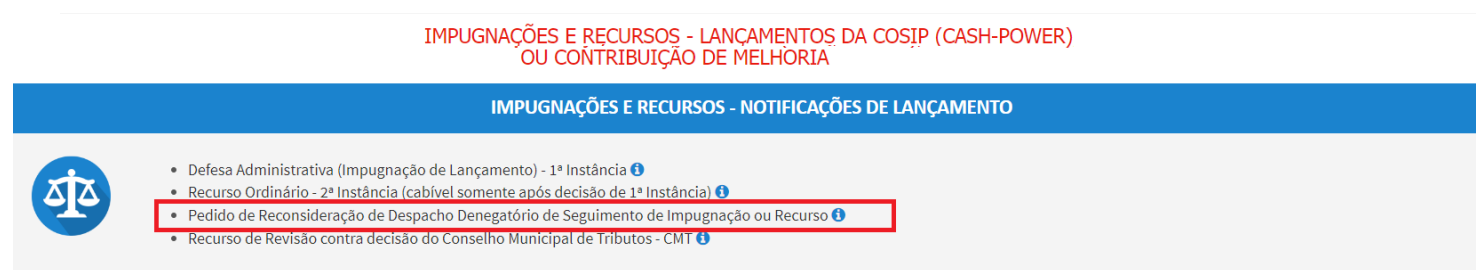 IMPUGNAÇÕES E RECURSOS - LANÇAMENTOS DA COSIP (CASH-POWER)
OU CONTRIBUIÇÃO DE MELHORIA
IMPUGNAÇÕES E RECURSOS - NOTIFICAÇÕES DE LANÇAMENTO
• Defesa Administrativa (Impugnação de Lançamento) - 1ª Instância
• Recurso Ordinário - 2ª Instância (cabível somente após decisão de 1ª Instância)
• Pedido de Reconsideração de Despacho Denegatório de Seguimento de Impugnação ou Recurso
• Recurso de Revisão contra decisão do Conselho Municipal de Tributos - CMT